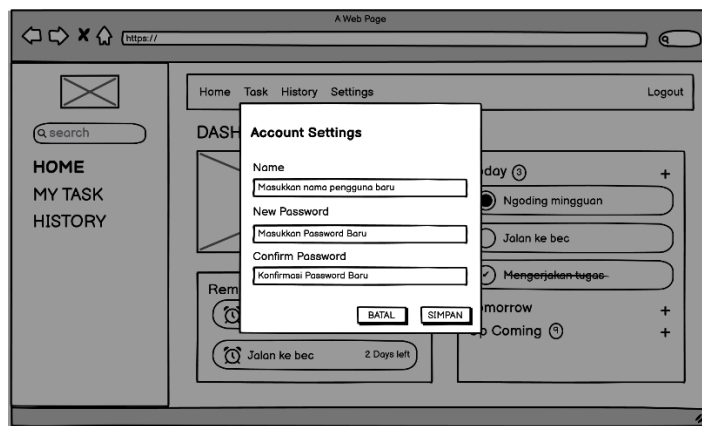 A Web Page
https://
Home Task History Settings Logout
search
HOME
MY TASK
HISTORY
DASH
Account Settings
Name
Masukkan nama pengguna baru
New Password
Masukkan Password Baru
Confirm Password
Konfirmasi Password Baru
BATAL SIMPAN
day 3 +
Ngoding mingguan
Jalan ke bec
Mengerjakan tugas
morrow +
Coming 9 +
Rem
Jalan ke bec 2 Days left